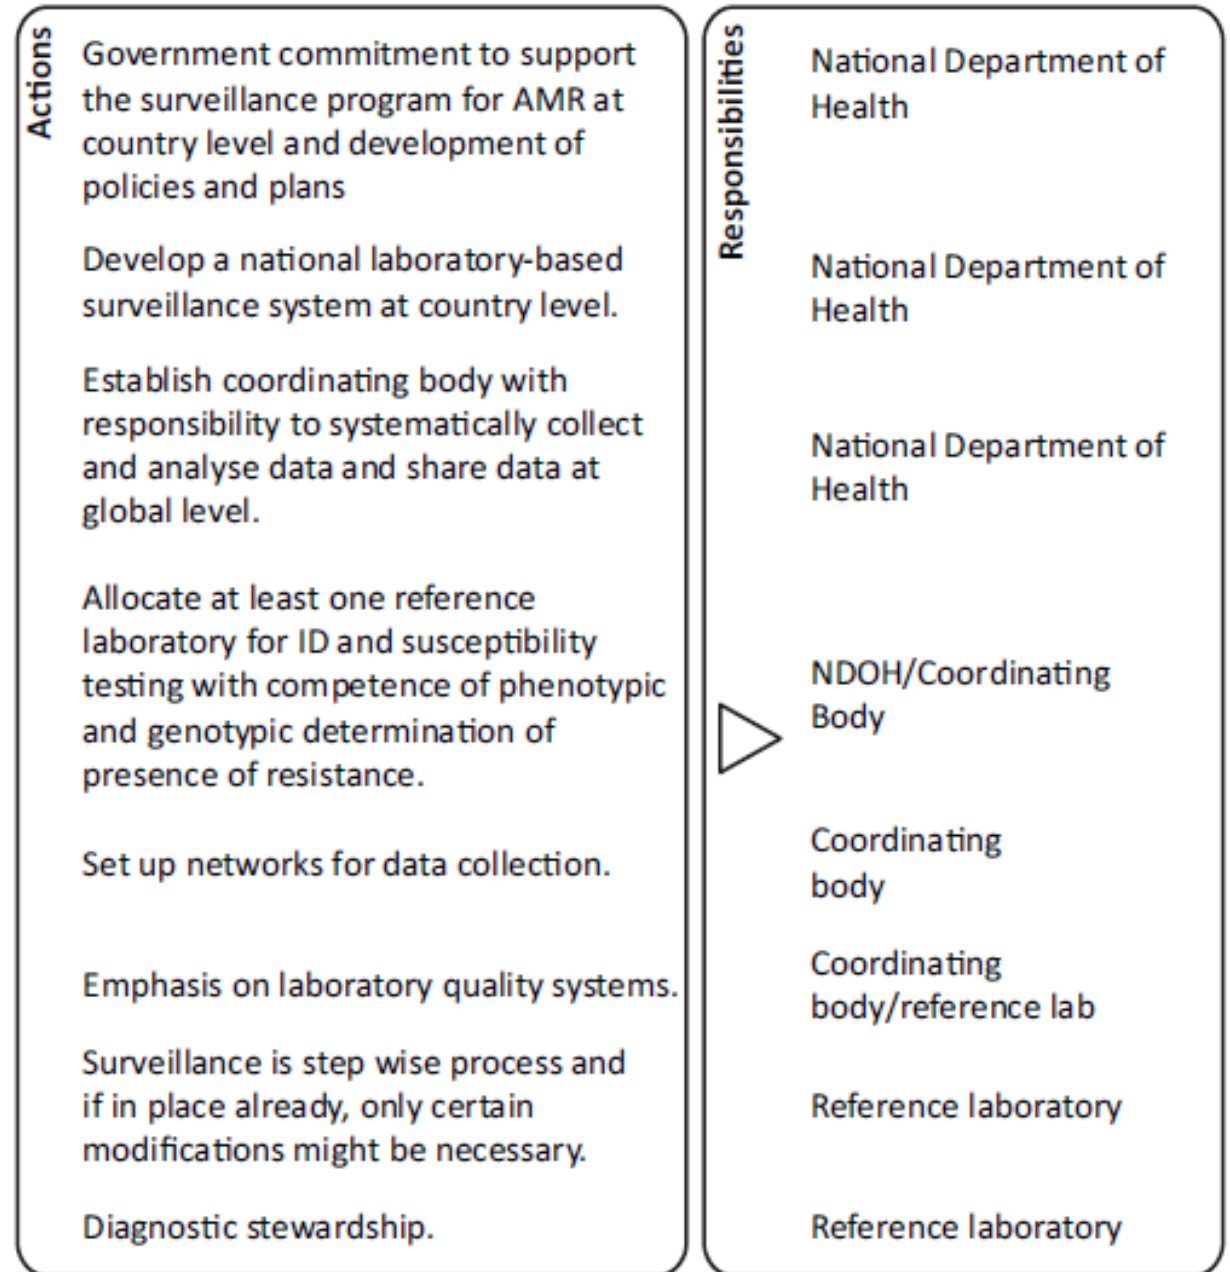 Actions
Government commitment to support
the surveillance program for AMR at
country level and development of
policies and plans
Develop a national laboratory-based
surveillance system at country level.
Establish coordinating body with
responsibility to systematically collect
and analyse data and share data at
global level.
Allocate at least one reference
laboratory for ID and susceptibility
testing with competence of phenotypic
and genotypic determination of
presence of resistance.
Set up networks for data collection.
Emphasis on laboratory quality systems.
Surveillance is step wise process and
if in place already, only certain
modifications might be necessary.
Diagnostic stewardship.
Responsibilities
National Department of
Health
National Department of
Health
National Department of
Health
NDOH/Coordinating
Body
Coordinating
body
Coordinating
body/reference lab
Reference laboratory
Reference laboratory